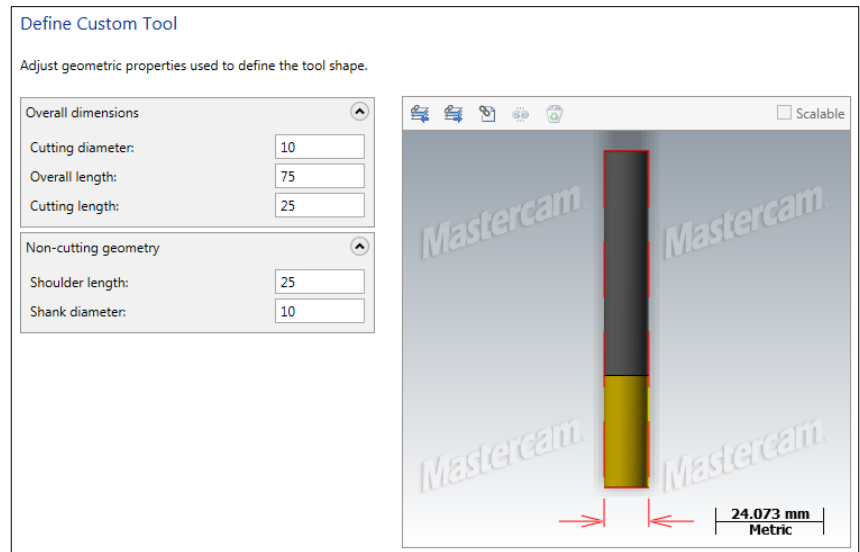 Define Custom Tool
Adjust geometric properties used to define the tool shape.
Overall dimensions
Cutting diameter: 10
Overall length: 75
Cutting length: 25
Non-cutting geometry
Shoulder length: 25
Shank diameter: 10
Scalable
Mastercam
Mastercam
Mastercam
Mastercam
24.073 mm
Metric